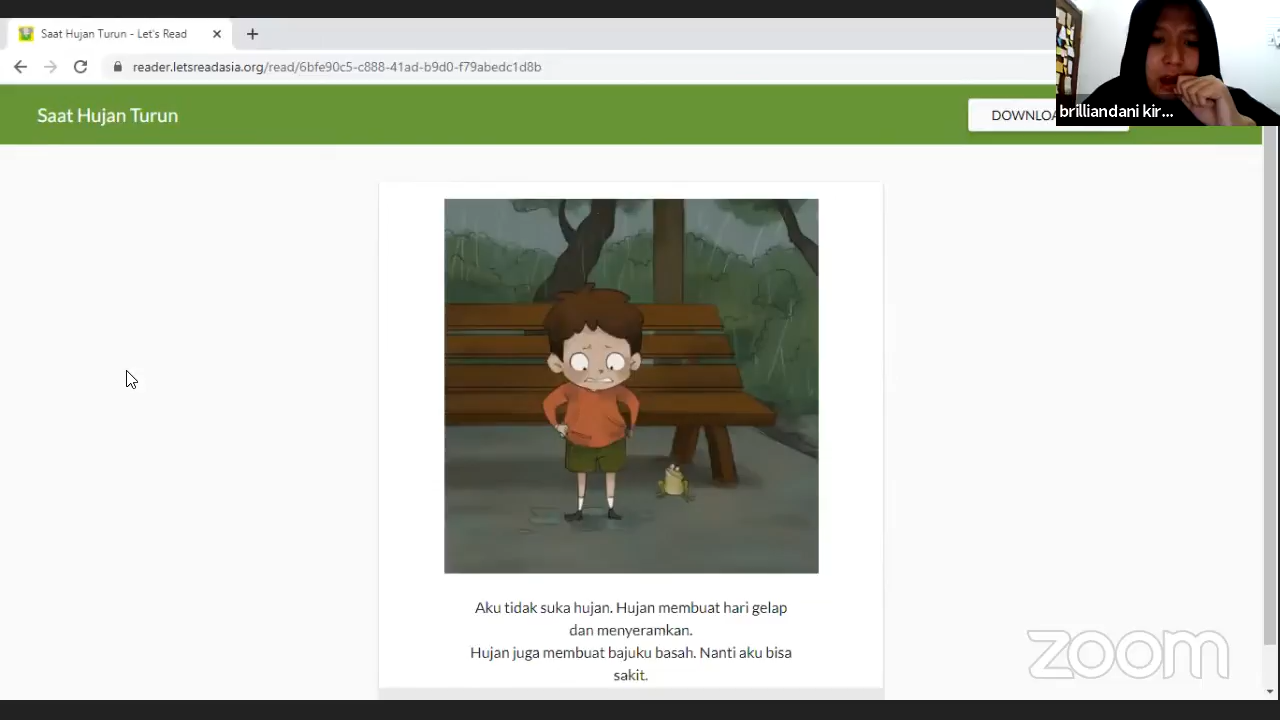 Saat Hujan Turun - Let's Read
reader.letsreadasia.org/read/6bfe90c5-c888-41ad-b9d0-f79abedc1d8b
Saat Hujan Turun
DOWNLOA
brilliandani kir...
Aku tidak suka hujan. Hujan membuat hari gelap
dan menyeramkan.
Hujan juga membuat bajuku basah. Nanti aku bisa
sakit.
zoom